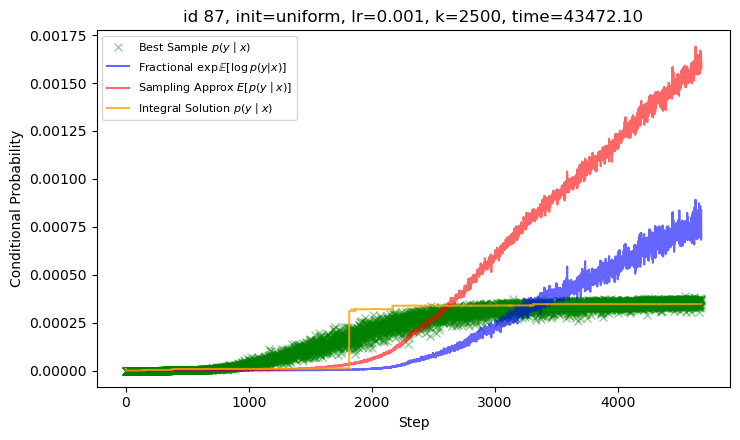 id 87, init=uniform, lr=0.001, k=2500, time=43472.10
Best Sample p(y | x)
Fractional exp𝔼[log p(y|x)]
Sampling Approx E[p(y | x)]
Integral Solution p(y | x)
0.00175
0.00150
0.00125
0.00100
0.00075
0.00050
0.00025
0.00000
Conditional Probability
0
1000
2000
3000
4000
Step